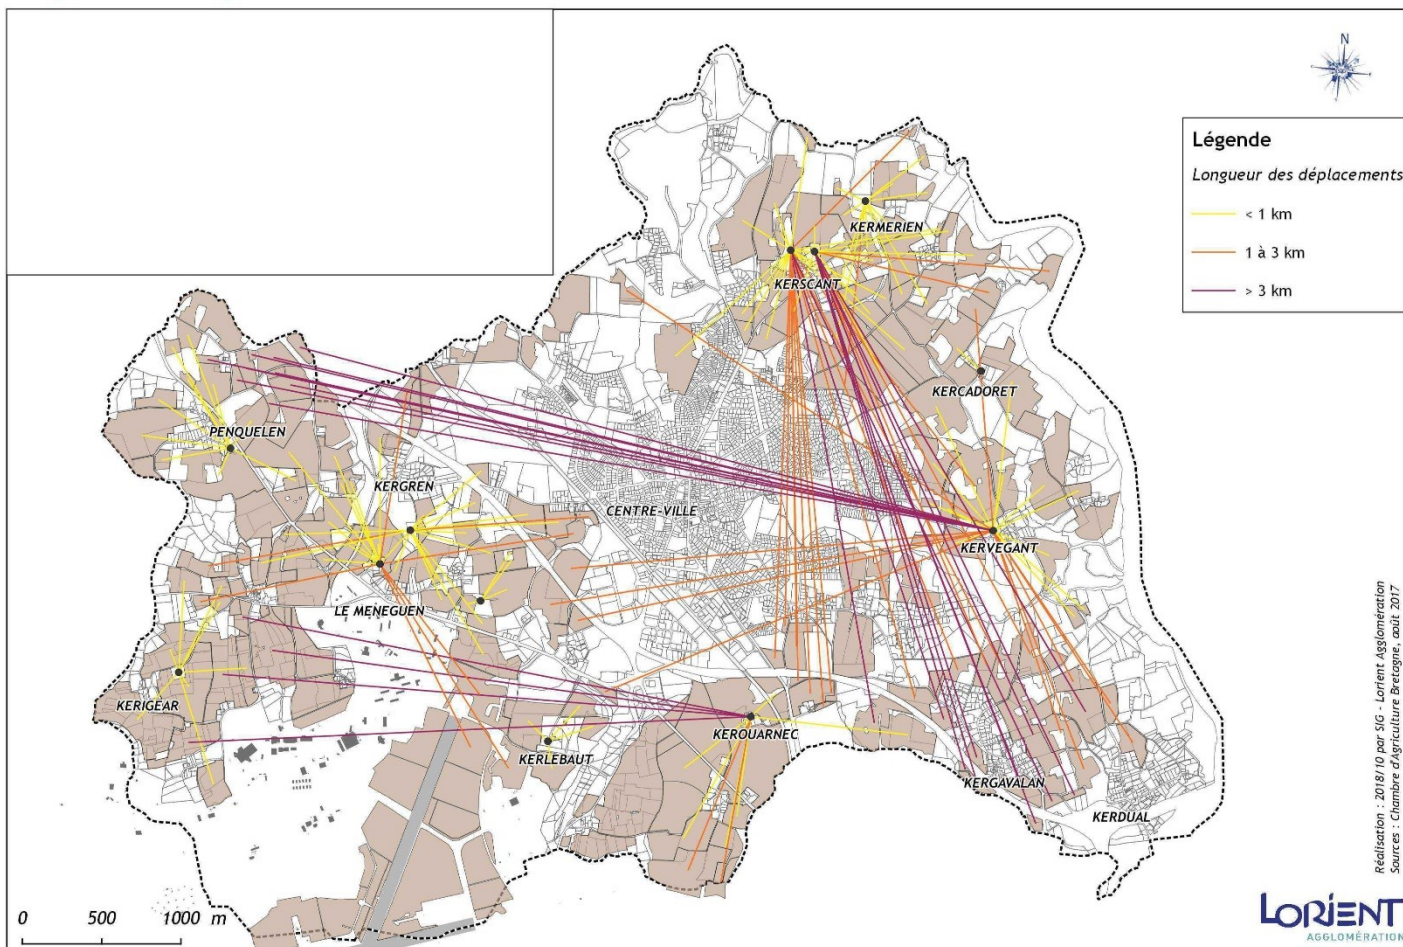 N
Légende
Longueur des déplacements
< 1 km
1 à 3 km
> 3 km
KERMERIEN
KERSCANT
KERCADORET
PENQUELEN
KERGREN
CENTRE-VILLE
KERVEGANT
LE MENEGUEN
KERIGEAR
KEROUARNEC
KERLEBAUT
KERGAVALAN
KERDUAL
0 500 1000 m
Réalisation : 2018/10 par SIG - Lorient Agglomération
Sources : Chambre d'Agriculture Bretagne, août 2017
LORIENT
AGGLOMÉRATION